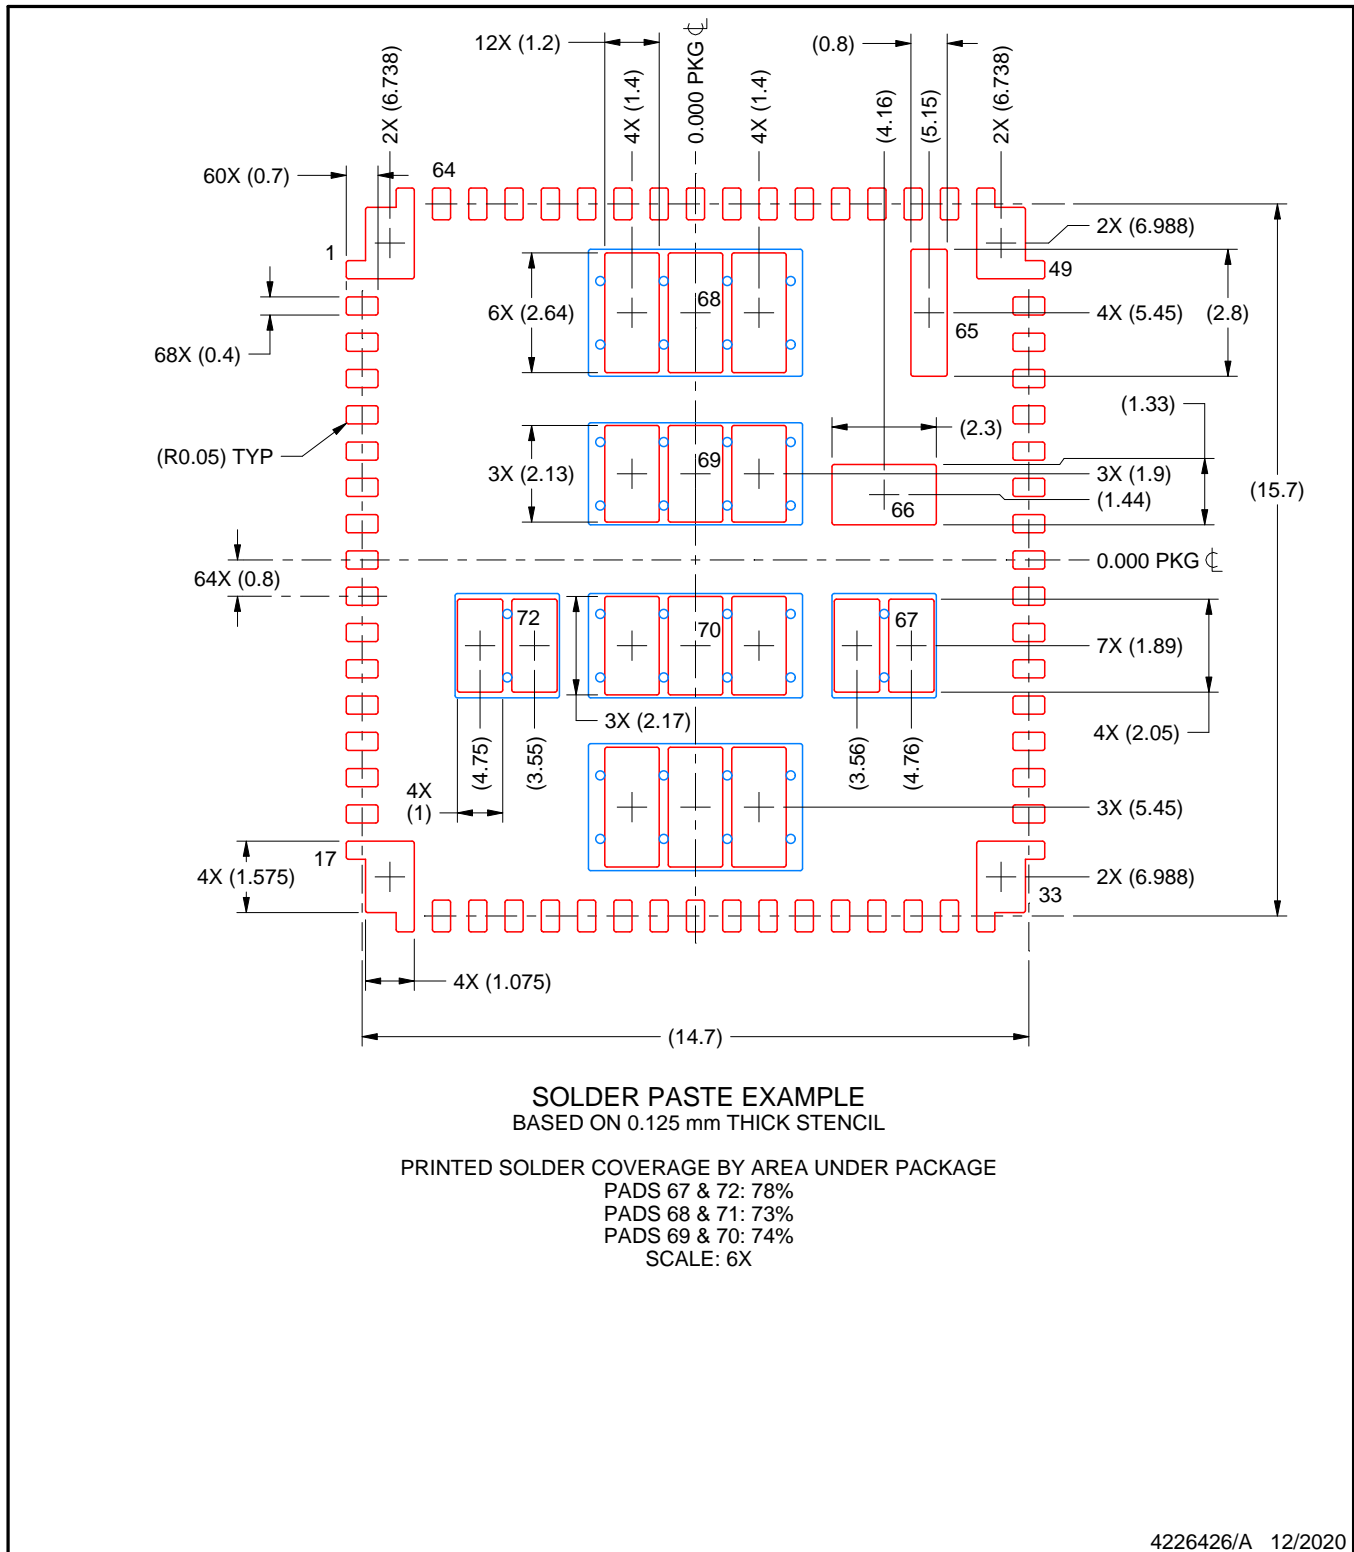 12X (1.2)
2X (6.738)
4X (1.4)
0.000 PKG ℄
4X (1.4)
(0.8)
(4.16)
(5.15)
2X (6.738)
60X (0.7)
64
1
2X (6.988)
49
68
6X (2.64)
65
4X (5.45)
(2.8)
68X (0.4)
(1.33)
(R0.05) TYP
(2.3)
3X (2.13)
69
3X (1.9)
(1.44)
66
(15.7)
0.000 PKG ℄
64X (0.8)
72
70
67
7X (1.89)
3X (2.17)
4X (2.05)
(4.75)
(3.55)
(3.56)
(4.76)
4X
(1)
3X (5.45)
17
4X (1.575)
2X (6.988)
33
4X (1.075)
(14.7)
SOLDER PASTE EXAMPLE
BASED ON 0.125 mm THICK STENCIL
PRINTED SOLDER COVERAGE BY AREA UNDER PACKAGE
PADS 67 & 72: 78%
PADS 68 & 71: 73%
PADS 69 & 70: 74%
SCALE: 6X
4226426/A 12/2020